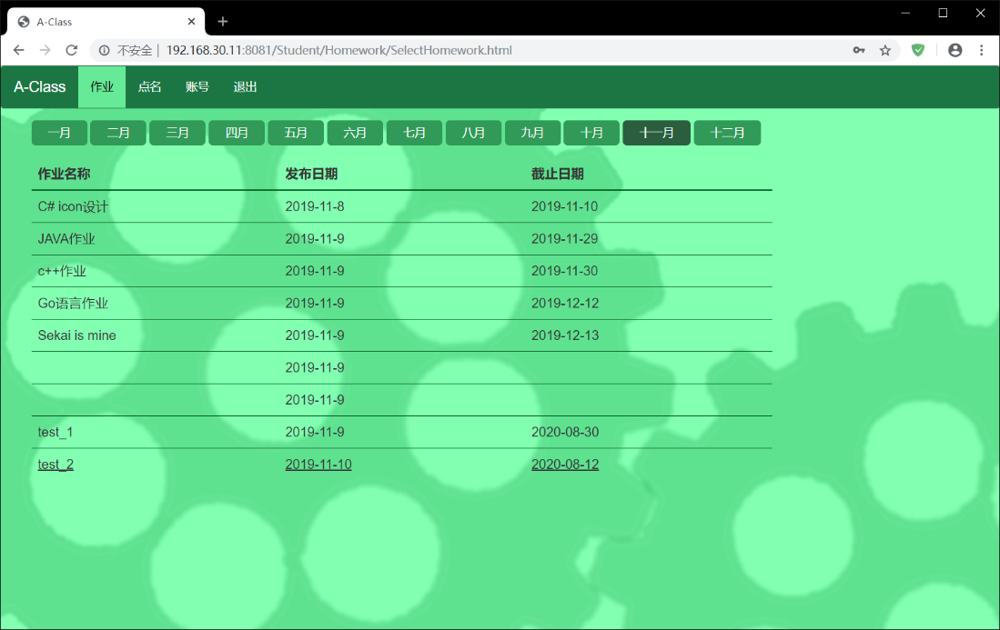 A-Class
不安全 | 192.168.30.11:8081/Student/Homework/SelectHomework.html
A-Class 作业 点名 账号 退出
一月 二月 三月 四月 五月 六月 七月 八月 九月 十月 十一月 十二月
作业名称 发布日期 截止日期
C# icon设计 2019-11-8 2019-11-10
JAVA作业 2019-11-9 2019-11-29
c++作业 2019-11-9 2019-11-30
Go语言作业 2019-11-9 2019-12-12
Sekai is mine 2019-11-9 2019-12-13
2019-11-9
2019-11-9
test_1 2019-11-9 2020-08-30
test_2 2019-11-10 2020-08-12